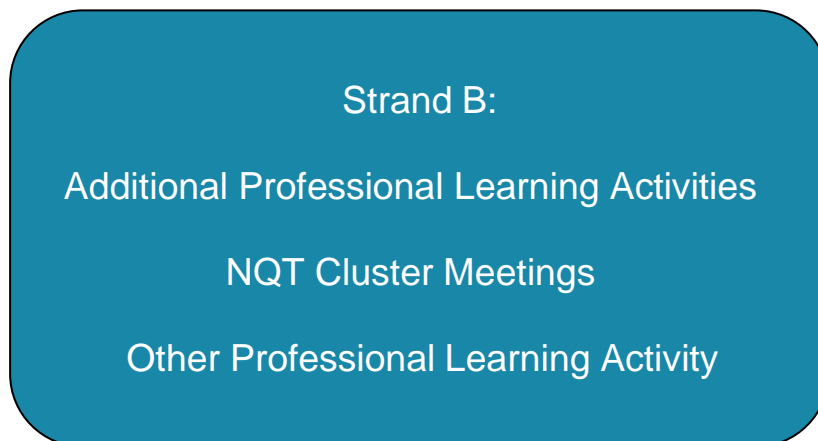 Strand B:
Additional Professional Learning Activities
NQT Cluster Meetings
Other Professional Learning Activity